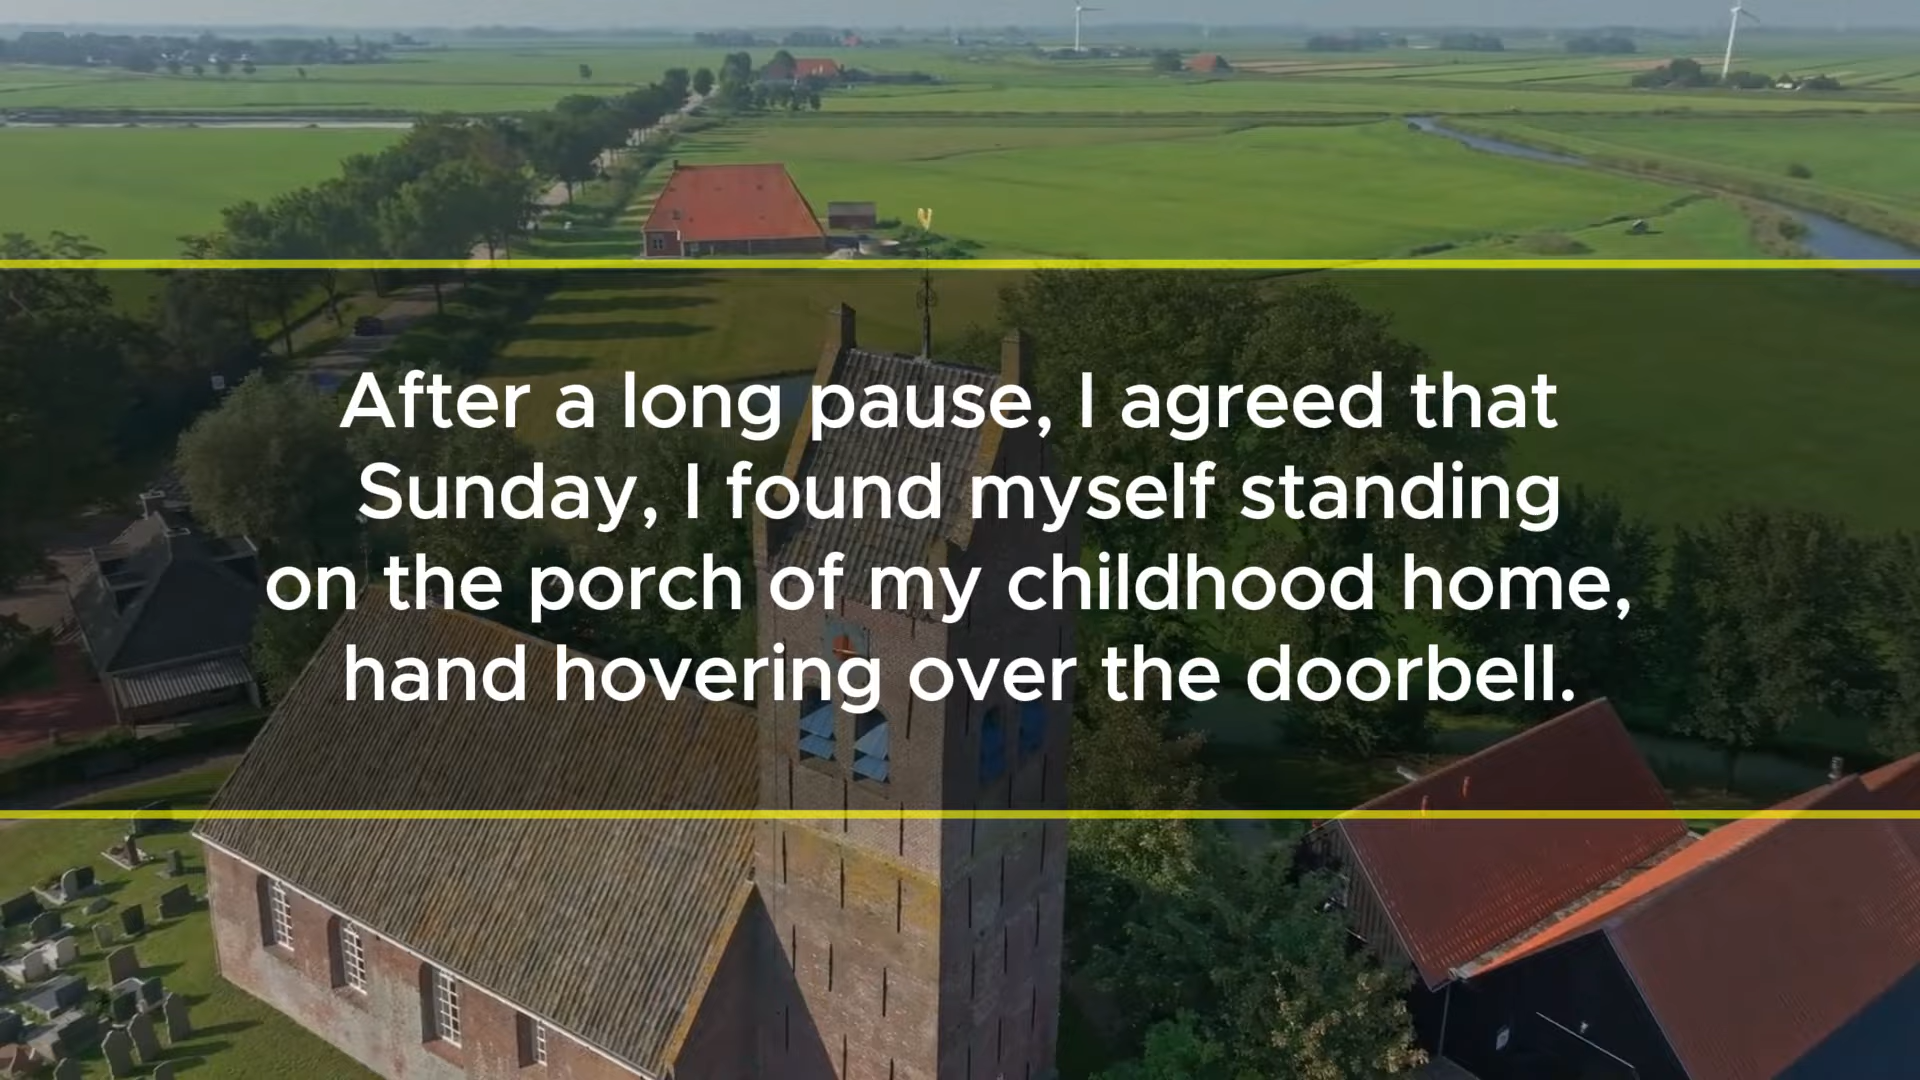 After a long pause, I agreed that
Sunday, I found myself standing
on the porch of my childhood home,
hand hovering over the doorbell.